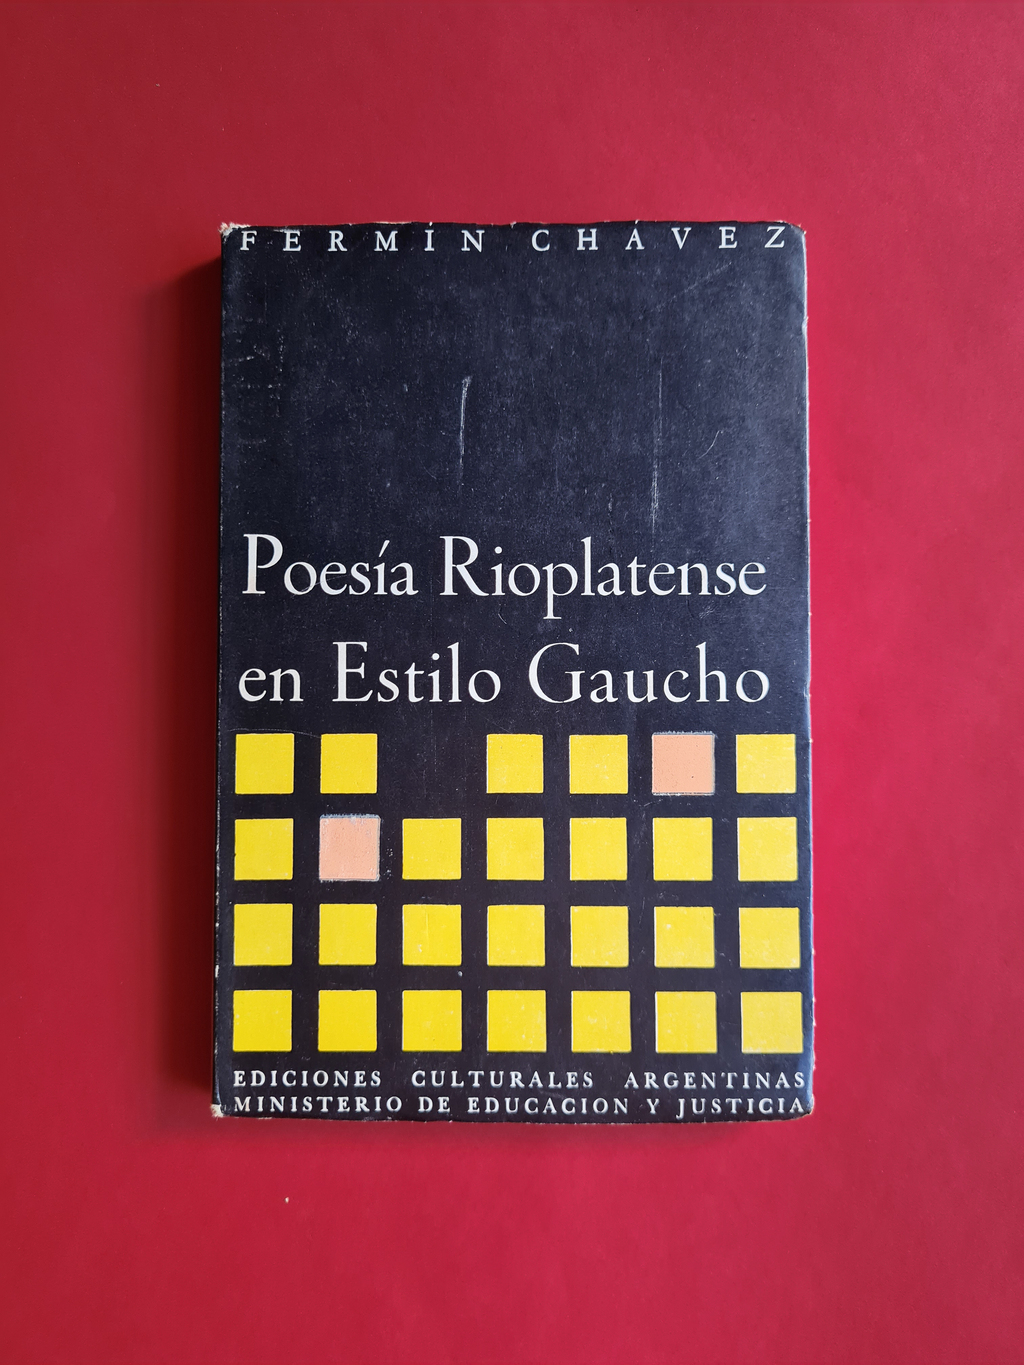 FERMÍN CHÁVEZ
Poesía Rioplatense
en Estilo Gaucho
EDICIONES CULTURALES ARGENTINAS
MINISTERIO DE EDUCACION Y JUSTICIA